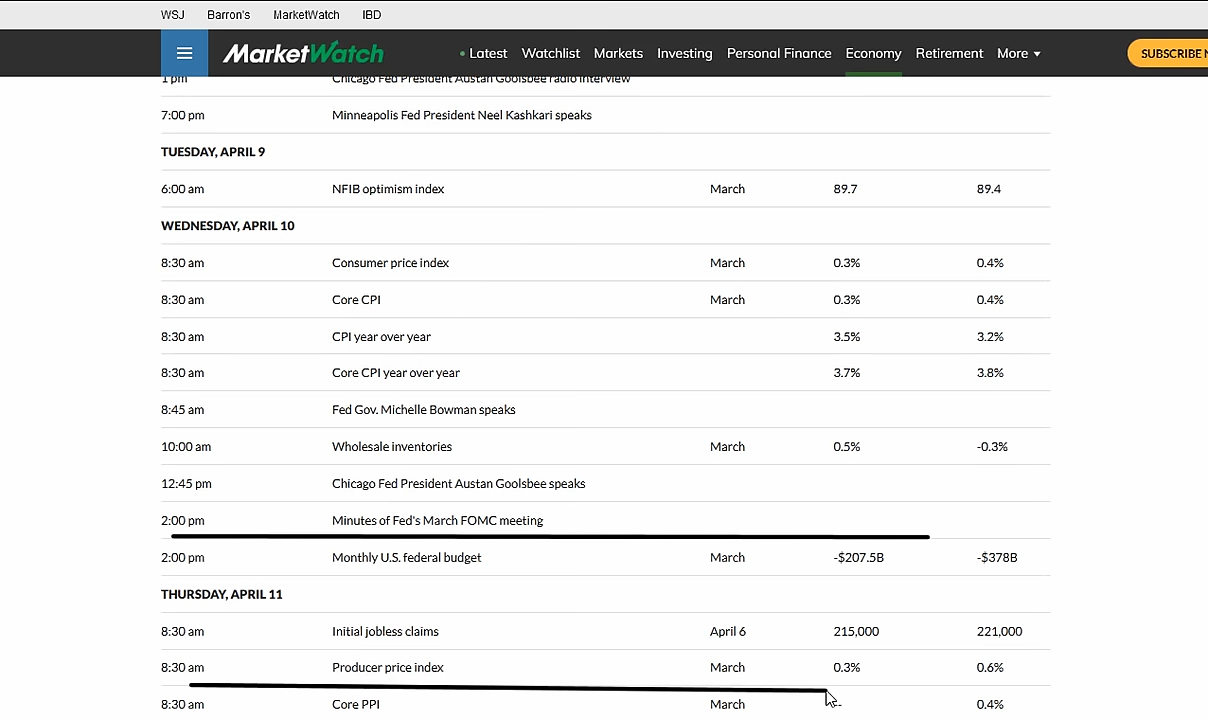 WSJ Barron's MarketWatch IBD
MarketWatch Latest Watchlist Markets Investing Personal Finance Economy Retirement More SUBSCRIBE
1 pm Chicago Fed President Austan Goolsbee radio interview
7:00 pm Minneapolis Fed President Neel Kashkari speaks
TUESDAY, APRIL 9
6:00 am NFIB optimism index March 89.7 89.4
WEDNESDAY, APRIL 10
8:30 am Consumer price index March 0.3% 0.4%
8:30 am Core CPI March 0.3% 0.4%
8:30 am CPI year over year 3.5% 3.2%
8:30 am Core CPI year over year 3.7% 3.8%
8:45 am Fed Gov. Michelle Bowman speaks
10:00 am Wholesale inventories March 0.5% -0.3%
12:45 pm Chicago Fed President Austan Goolsbee speaks
2:00 pm Minutes of Fed's March FOMC meeting
2:00 pm Monthly U.S. federal budget March -$207.5B -$378B
THURSDAY, APRIL 11
8:30 am Initial jobless claims April 6 215,000 221,000
8:30 am Producer price index March 0.3% 0.6%
8:30 am Core PPI March 0.4%